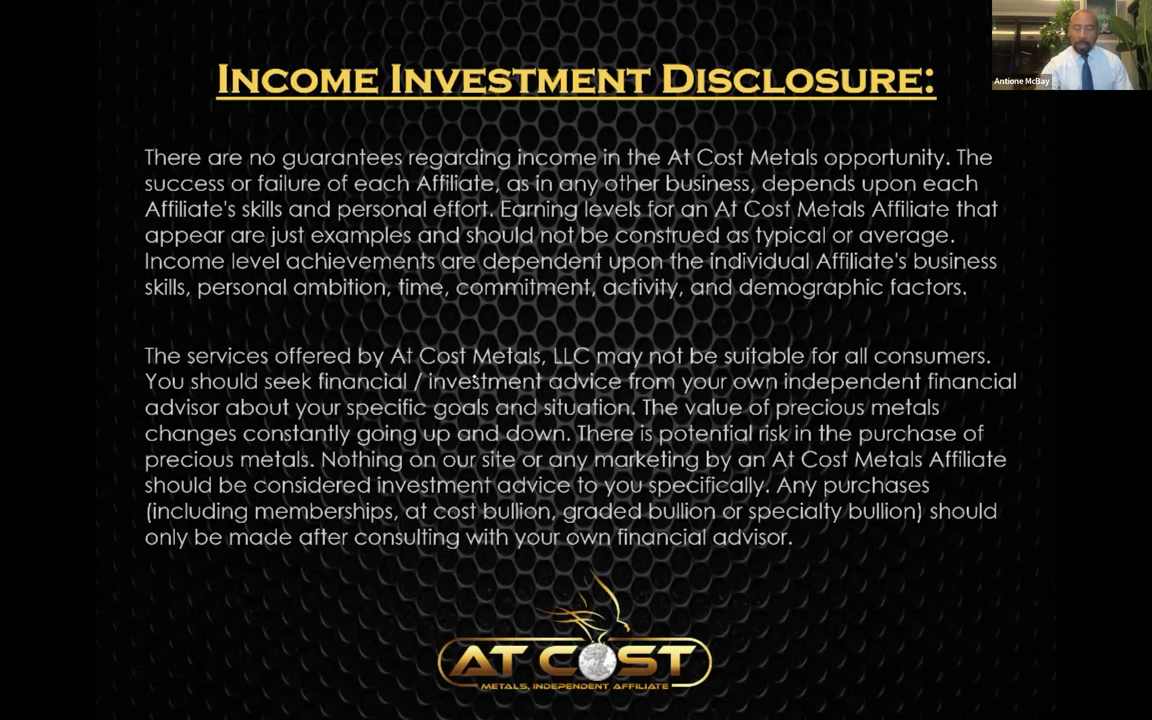 INCOME INVESTMENT DISCLOSURE:
Antione McBay
There are no guarantees regarding income in the At Cost Metals opportunity. The
success or failure of each Affiliate, as in any other business, depends upon each
Affiliate's skills and personal effort. Earning levels for an At Cost Metals Affiliate that
appear are just examples and should not be construed as typical or average.
Income level achievements are dependent upon the individual Affiliate's business
skills, personal ambition, time, commitment, activity, and demographic factors.
The services offered by At Cost Metals, LLC may not be suitable for all consumers.
You should seek financial / investment advice from your own independent financial
advisor about your specific goals and situation. The value of precious metals
changes constantly going up and down. There is potential risk in the purchase of
precious metals. Nothing on our site or any marketing by an At Cost Metals Affiliate
should be considered investment advice to you specifically. Any purchases
(including memberships, at cost bullion, graded bullion or specialty bullion) should
only be made after consulting with your own financial advisor.
AT COST
METALS, INDEPENDENT AFFILIATE